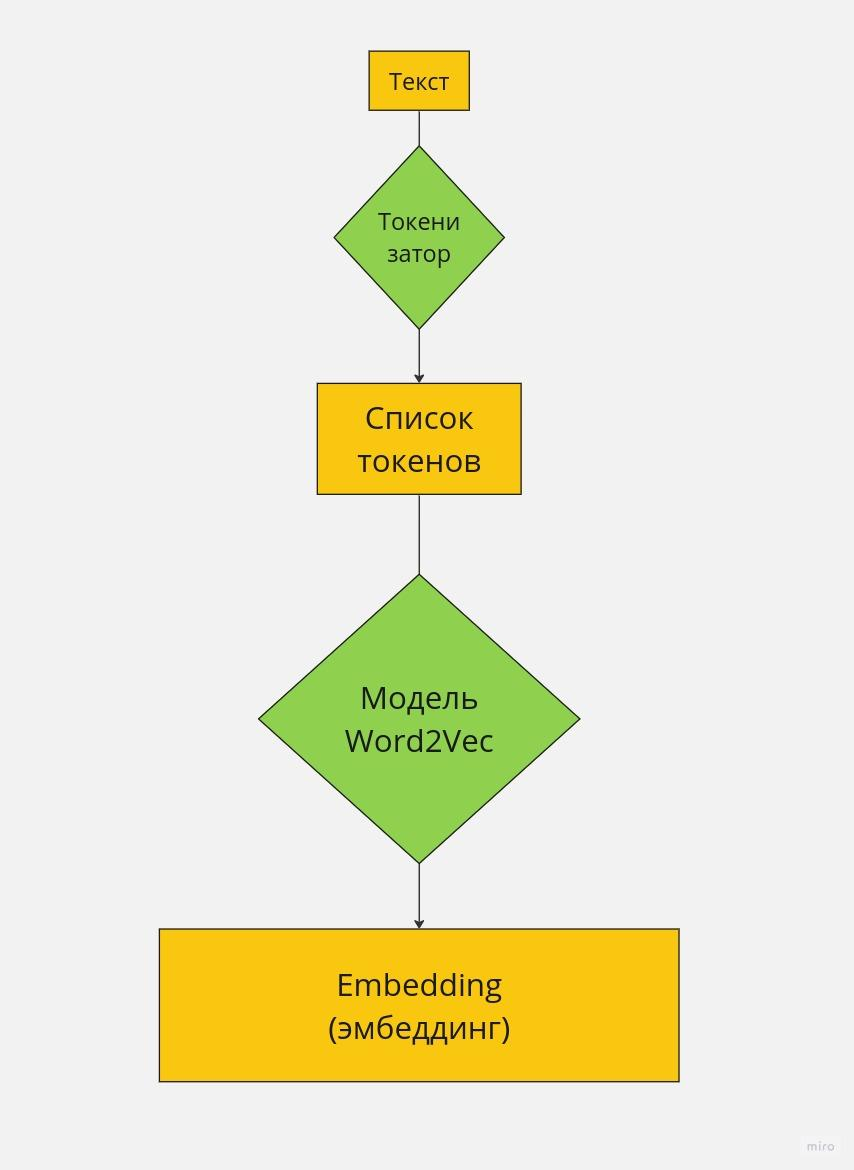 Текст
Токени
затор
Список
токенов
Модель
Word2Vec
Embedding
(эмбеддинг)
miro